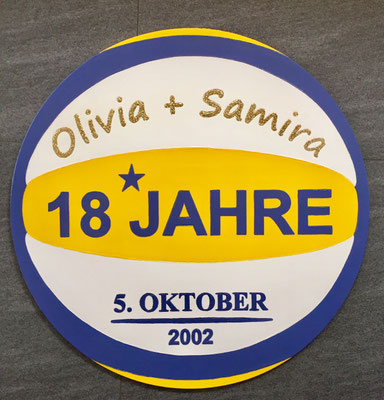 Olivia + Samira
18 JAHRE
5. OKTOBER
2002